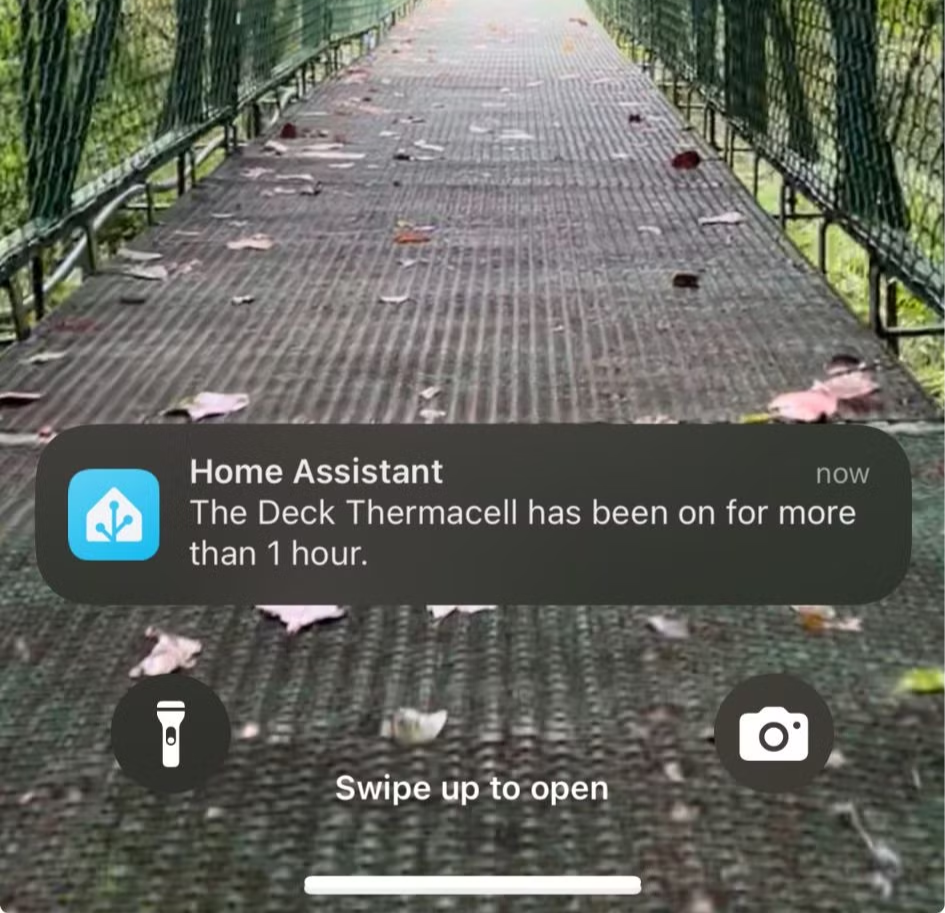 Home Assistant
now
The Deck Thermacell has been on for more
than 1 hour.
Swipe up to open